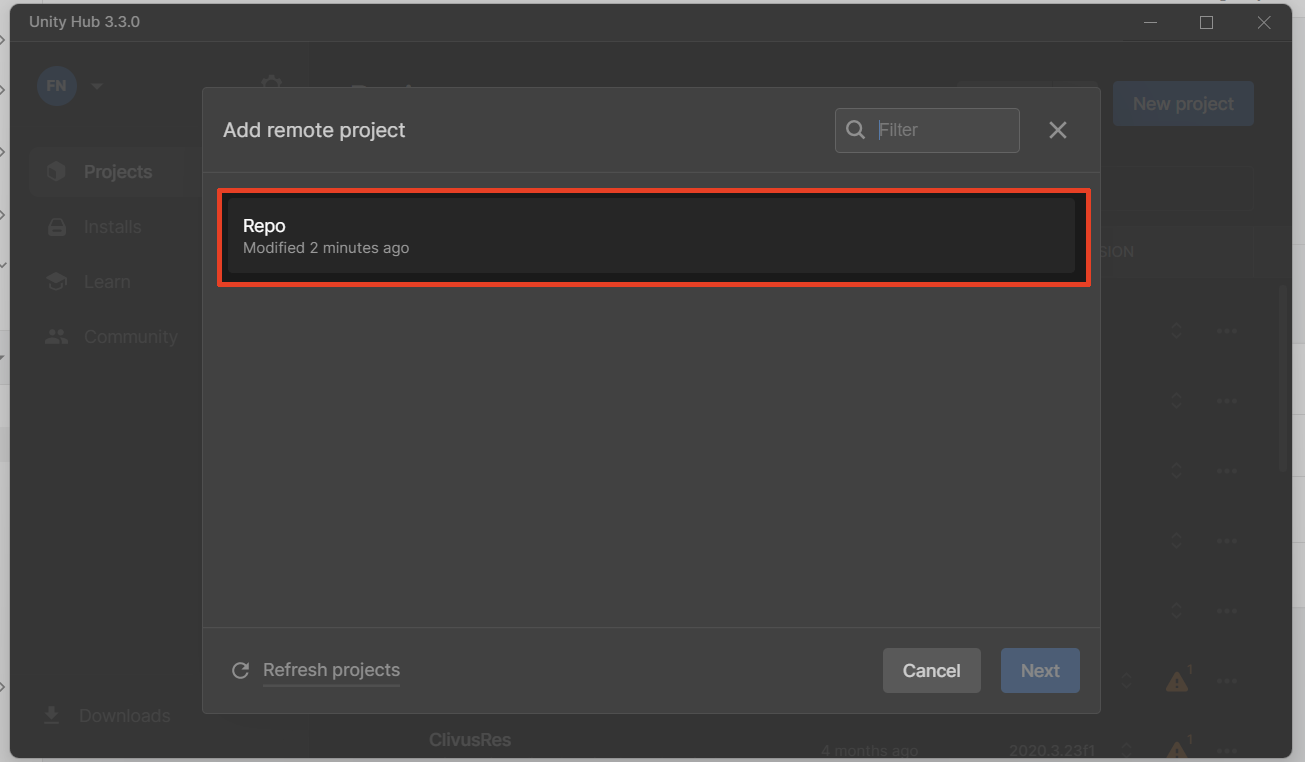 Unity Hub 3.3.0
FN
New project
Add remote project
Filter
Projects
Repo
Modified 2 minutes ago
Installs
SION
Learn
Community
Refresh projects
Cancel
Next
1
Downloads
ClivusRes
4 months ago
2020.3.23f1
1